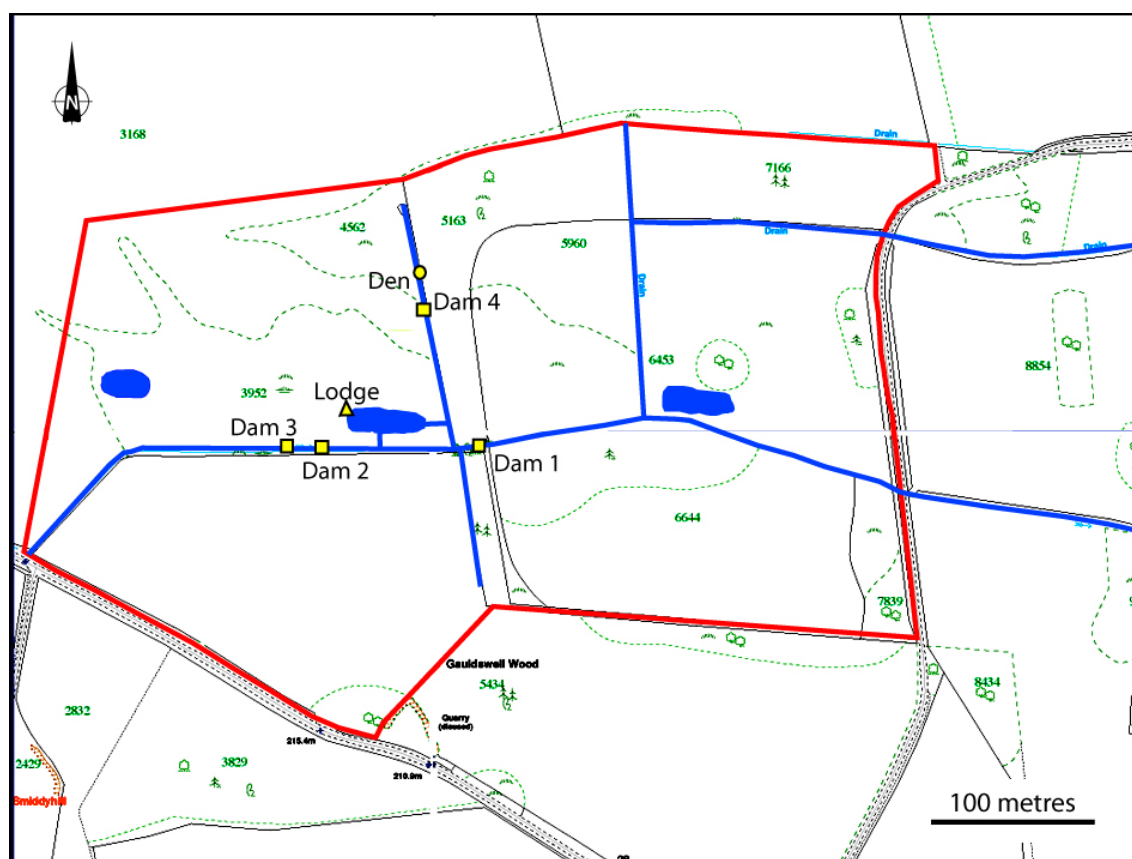 N
3168
Drain
7166
4562
5163
5960
Drain
Drain
Den
Dam 4
Drain
6453
8854
3952
Lodge
Dam 3
Dam 2
Dam 1
6644
7839
Gauldswell Wood
5434
8434
2832
Quarry
(disused)
215.4m
2429
3829
210.9m
Smiddyhill
100 metres